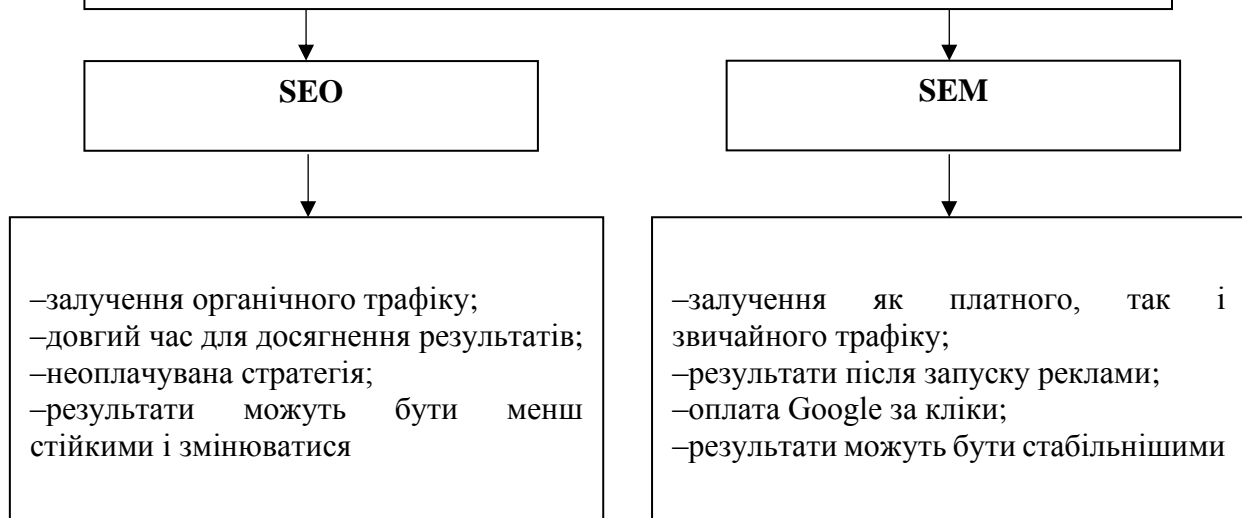 SEO
SEM
–залучення органічного трафіку;
–довгий час для досягнення результатів;
–неоплачувана стратегія;
–результати можуть бути менш
стійкими і змінюватися
–залучення як платного, так і
звичайного трафіку;
–результати після запуску реклами;
–оплата Google за кліки;
–результати можуть бути стабільнішими